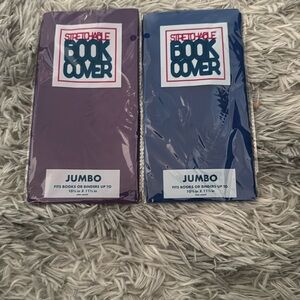 STRETCHABLE
BOOK
COVER
JUMBO
FITS BOOKS OR BINDERS UP TO
STRETCHABLE
BOOK
COVER
JUMBO
FITS BOOKS OR BINDERS UP TO